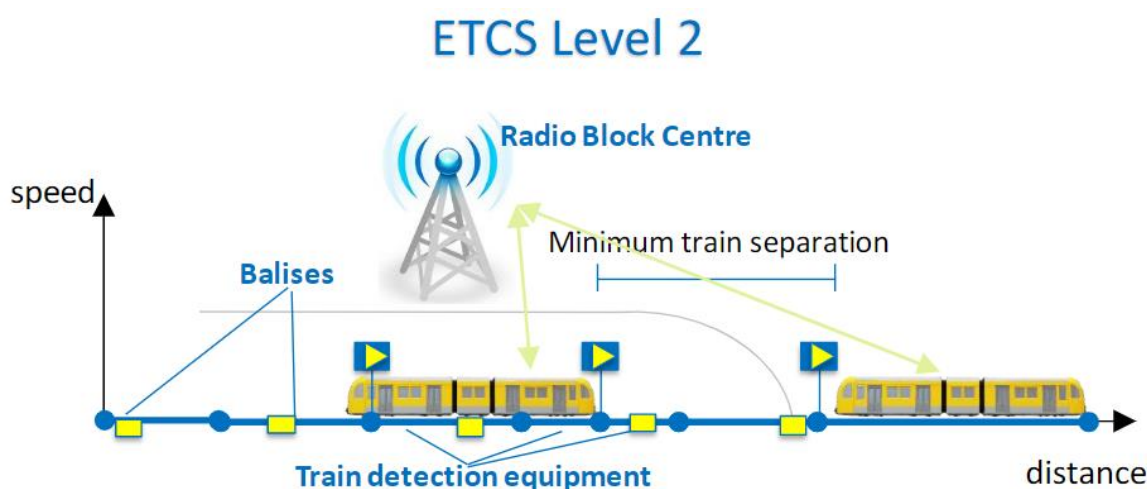 ETCS Level 2
Radio Block Centre
speed
Minimum train separation
Balises
Train detection equipment
distance